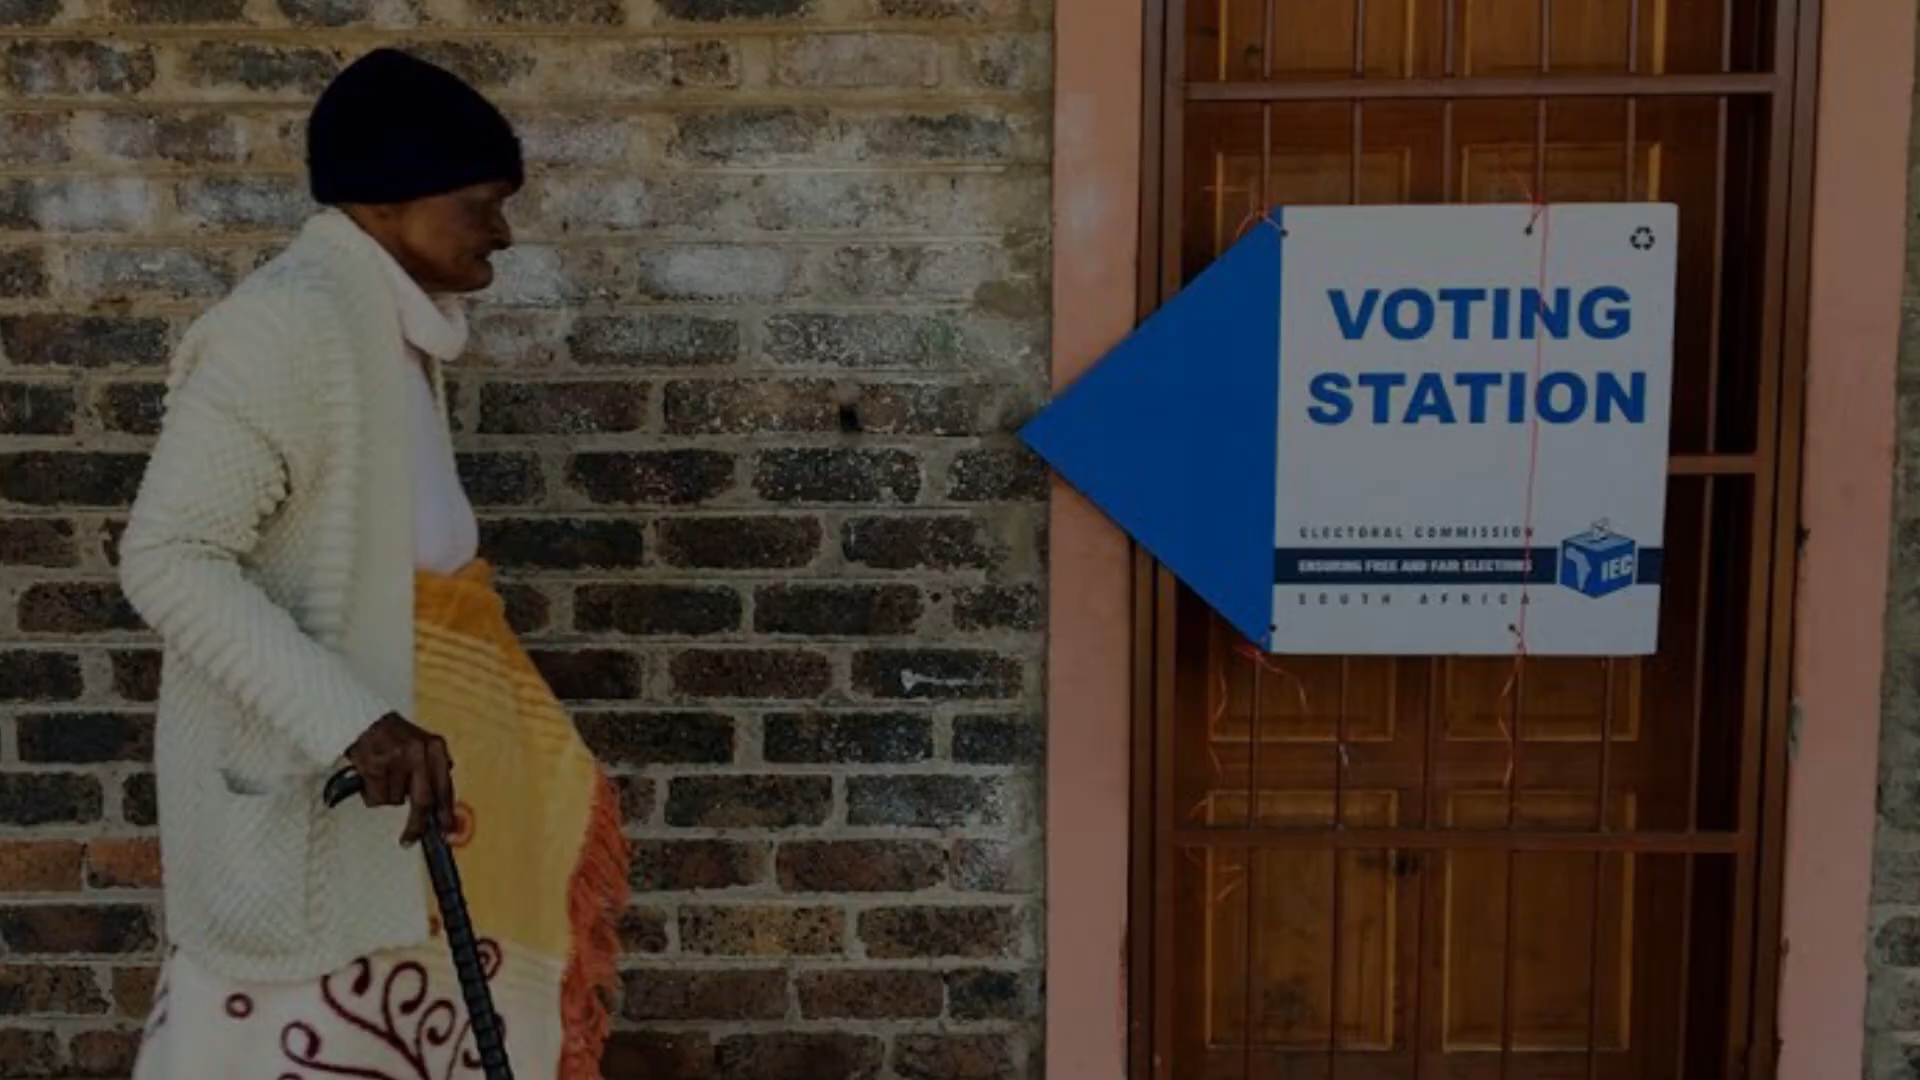 VOTING
STATION
ELECTORAL COMMISSION
ENSURING FREE AND FAIR ELECTIONS
IEC
SOUTH AFRICA